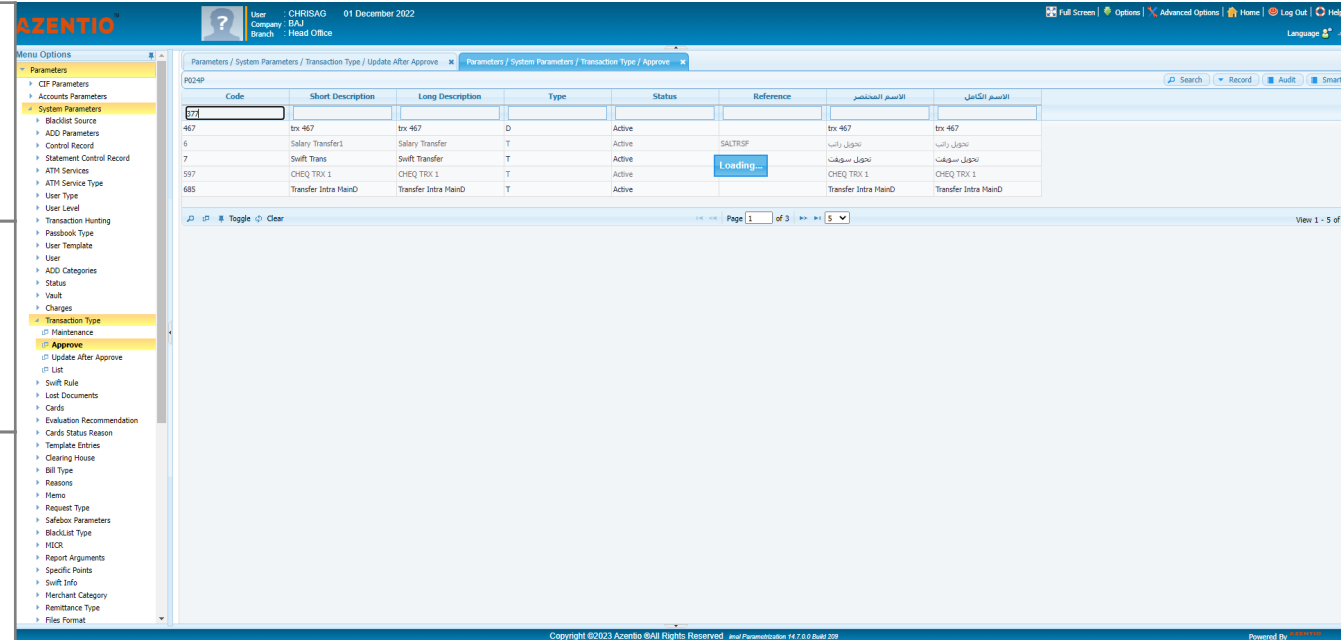 AZENTIO
User : CHRISAG 01 December 2022
Company : BAJ
Branch : Head Office
Full Screen | Options | Advanced Options | Home | Log Out | Help
Language
Menu Options
Parameters
CIF Parameters
Accounts Parameters
System Parameters
Blacklist Source
ADD Parameters
Control Record
Statement Control Record
ATM Services
ATM Service Type
User Type
User Level
Transaction Hunting
Passbook Type
User Template
User
ADD Categories
Status
Vault
Charges
Transaction Type
Maintenance
Approve
Update After Approve
List
Swift Rule
Lost Documents
Cards
Evaluation Recommendation
Cards Status Reason
Template Entries
Clearing House
Bill Type
Reasons
Memo
Request Type
Safebox Parameters
BlackList Type
MICR
Report Arguments
Specific Points
Swift Info
Merchant Category
Remittance Type
Files Format
Parameters / System Parameters / Transaction Type / Update After Approve Parameters / System Parameters / Transaction Type / Approve
P024P
Search Record Audit Smart
Code Short Description Long Description Type Status Reference الاسم المختصر الاسم الكامل
377
467 trx 467 trx 467 D Active trx 467 trx 467
6 Salary Transfer1 Salary Transfer T Active SALTRSF تحويل راتب تحويل راتب
7 Swift Trans Swift Transfer T Active تحويل سويفت تحويل سويفت
597 CHEQ TRX 1 CHEQ TRX 1 T Active CHEQ TRX 1 CHEQ TRX 1
685 Transfer Intra MainD Transfer Intra MainD T Active Transfer Intra MainD Transfer Intra MainD
Loading...
Toggle Clear Page 1 of 3 5 View 1 - 5 of
Copyright ©2023 Azentio ®All Rights Reserved imal Parametrization 14.7.0.0 Build 209
Powered By AZENTIO